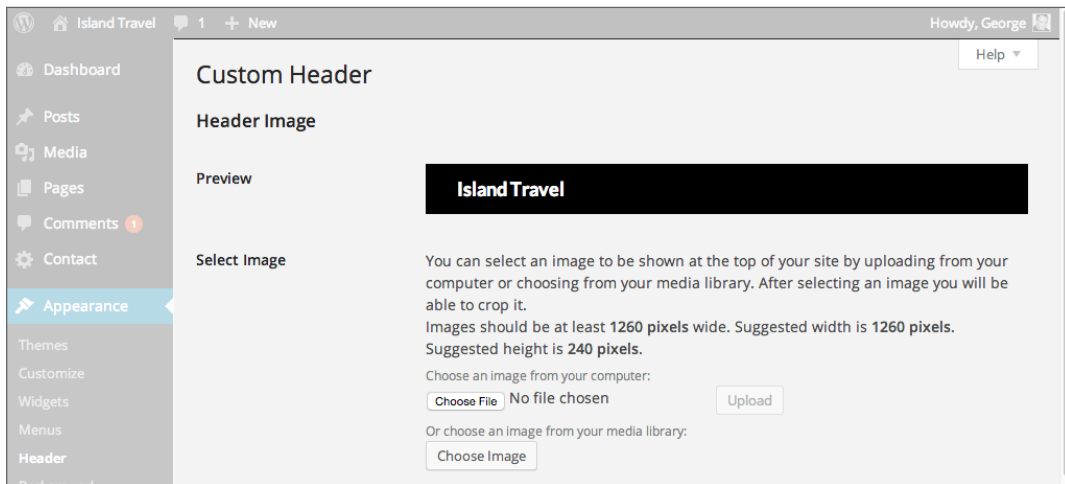 Island Travel 1 + New Howdy, George
Help
Dashboard
Posts
Media
Pages
Comments 1
Contact
Appearance
Themes
Customize
Widgets
Menus
Header
Custom Header
Header Image
Preview
Island Travel
Select Image
You can select an image to be shown at the top of your site by uploading from your
computer or choosing from your media library. After selecting an image you will be
able to crop it.
Images should be at least 1260 pixels wide. Suggested width is 1260 pixels.
Suggested height is 240 pixels.
Choose an image from your computer:
Choose File No file chosen Upload
Or choose an image from your media library:
Choose Image